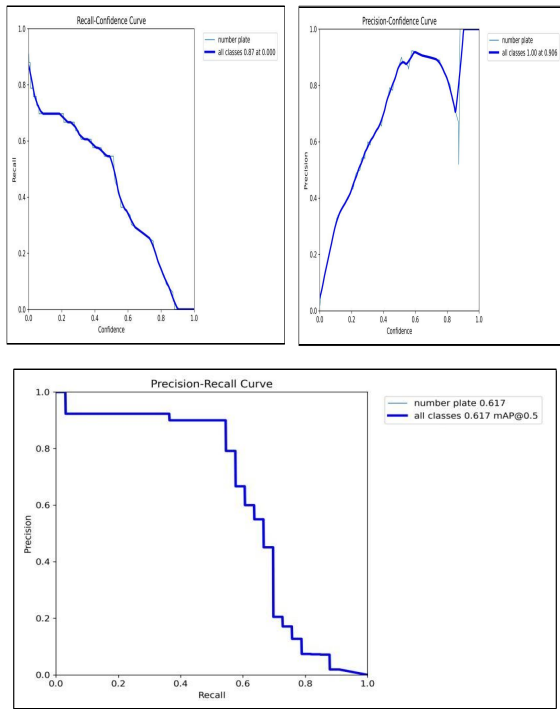 Recall-Confidence Curve
number plate
all classes 0.87 at 0.000
1.0
0.8
0.6
0.4
0.2
0.0
Recall
0.0 0.2 0.4 0.6 0.8 1.0
Confidence
Precision-Confidence Curve
number plate
all classes 1.00 at 0.906
1.0
0.8
0.6
0.4
0.2
0.0
Precision
0.0 0.2 0.4 0.6 0.8 1.0
Confidence
Precision-Recall Curve
number plate 0.617
all classes 0.617 mAP@0.5
1.0
0.8
0.6
0.4
0.2
0.0
Precision
0.0 0.2 0.4 0.6 0.8 1.0
Recall